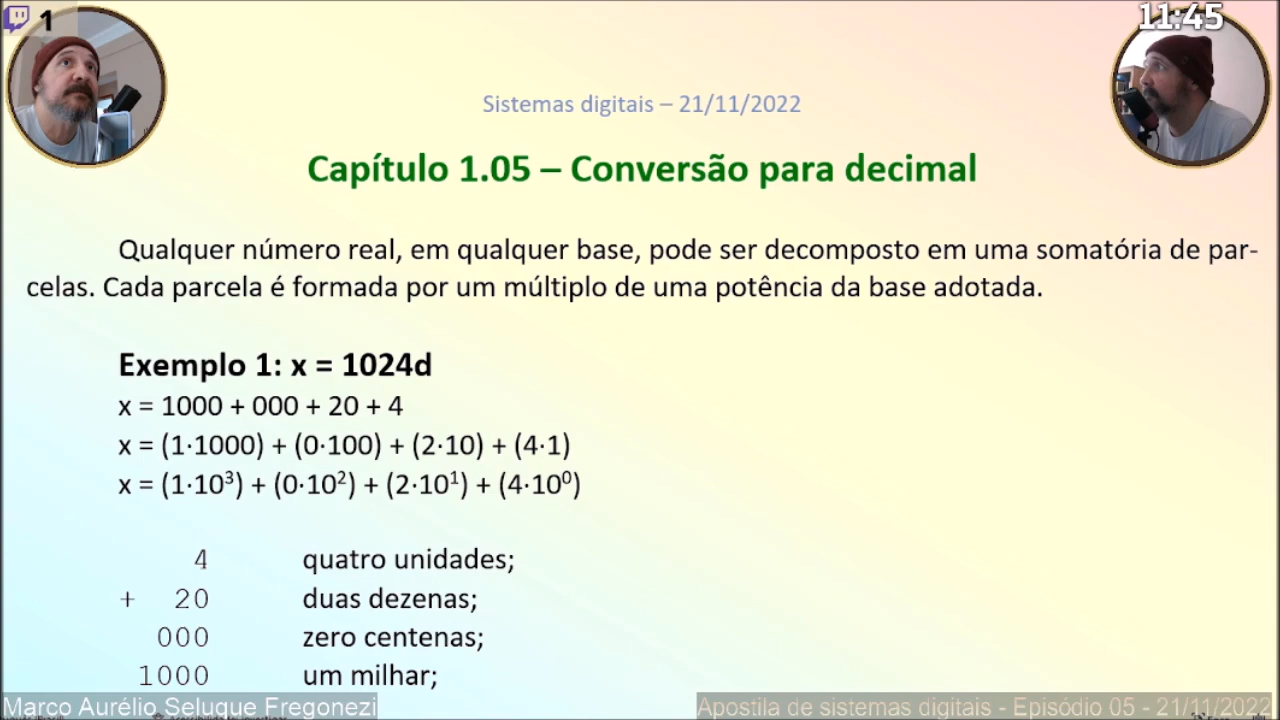 1
11:45
Sistemas digitais – 21/11/2022
Capítulo 1.05 – Conversão para decimal
Qualquer número real, em qualquer base, pode ser decomposto em uma somatória de par-
celas. Cada parcela é formada por um múltiplo de uma potência da base adotada.
Exemplo 1: x = 1024d
x = 1000 + 000 + 20 + 4
x = (1·1000) + (0·100) + (2·10) + (4·1)
x = (1·10³) + (0·10²) + (2·10¹) + (4·10⁰)
4 quatro unidades;
+ 20 duas dezenas;
000 zero centenas;
1000 um milhar;
Marco Aurélio Seluque Fregonezi
Apostila de sistemas digitais - Episódio 05 - 21/11/2022